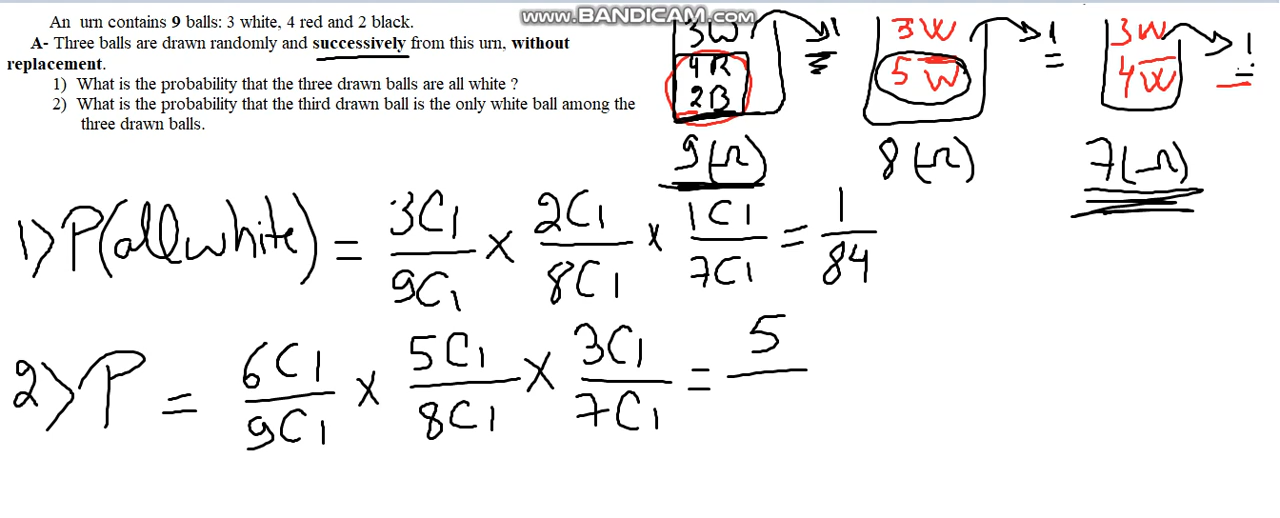 www.BANDICAM.com
An urn contains 9 balls: 3 white, 4 red and 2 black.
A- Three balls are drawn randomly and successively from this urn, without
replacement.
1) What is the probability that the three drawn balls are all white ?
2) What is the probability that the third drawn ball is the only white ball among the
three drawn balls.
3W 1 3W 1 3W 1
4R 5W̅ 4W̅
2B
9(Ω) 8(Ω) 7(Ω)
1) P(all white) = 3C1/9C1 × 2C1/8C1 × 1C1/7C1 = 1/84
2) P = 6C1/9C1 × 5C1/8C1 × 3C1/7C1 = 5/